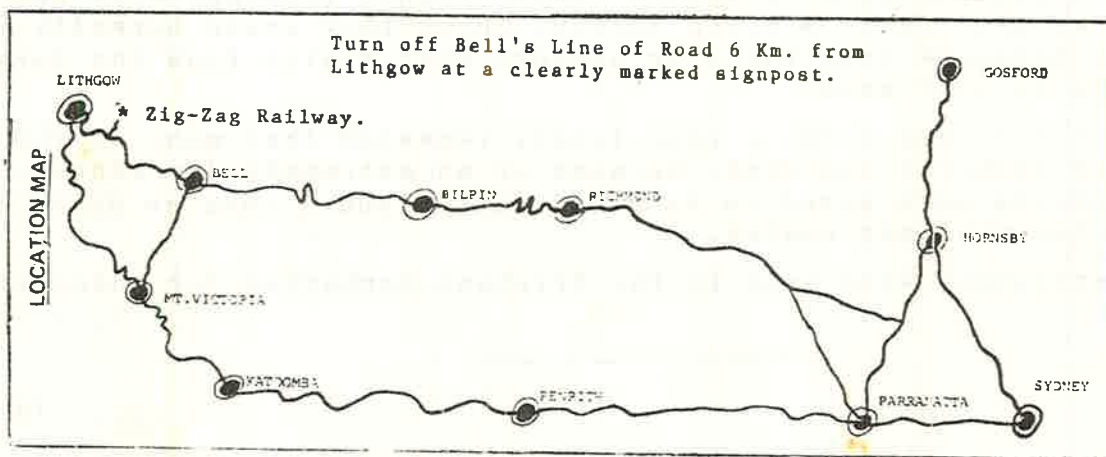 Turn off Bell's Line of Road 6 Km. from
Lithgow at a clearly marked signpost.
LITHGOW
GOSFORD
* Zig-Zag Railway.
BELL
BILPIN
RICHMOND
HORNSBY
LOCATION MAP
MT.VICTORIA
KATOOMBA
PENRITH
PARRAMATTA
SYDNEY